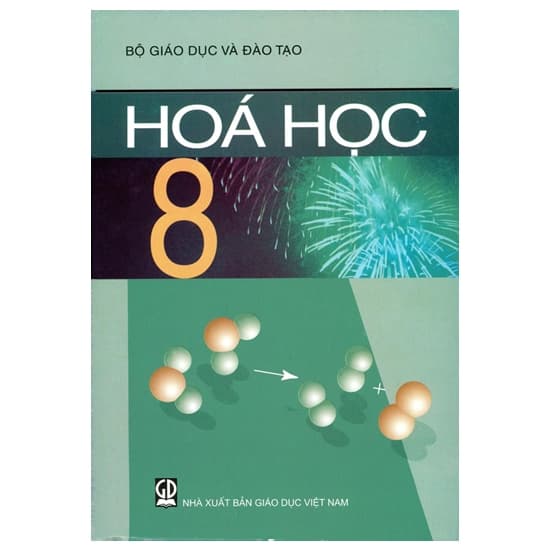 BỘ GIÁO DỤC VÀ ĐÀO TẠO
HOÁ HỌC
8
+
GD
NHÀ XUẤT BẢN GIÁO DỤC VIỆT NAM